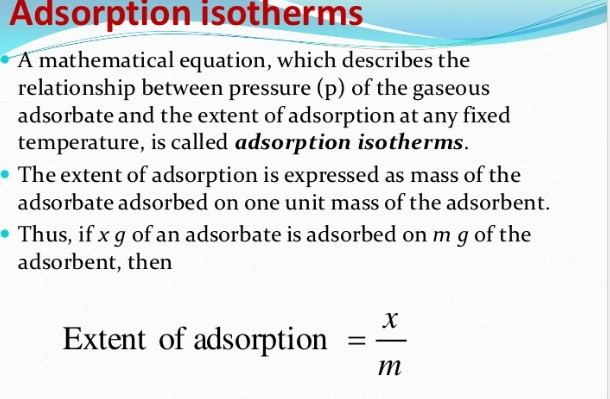 Adsorption isotherms
• A mathematical equation, which describes the
relationship between pressure (p) of the gaseous
adsorbate and the extent of adsorption at any fixed
temperature, is called adsorption isotherms.
• The extent of adsorption is expressed as mass of the
adsorbate adsorbed on one unit mass of the adsorbent.
• Thus, if x g of an adsorbate is adsorbed on m g of the
adsorbent, then
Extent of adsorption = x/m